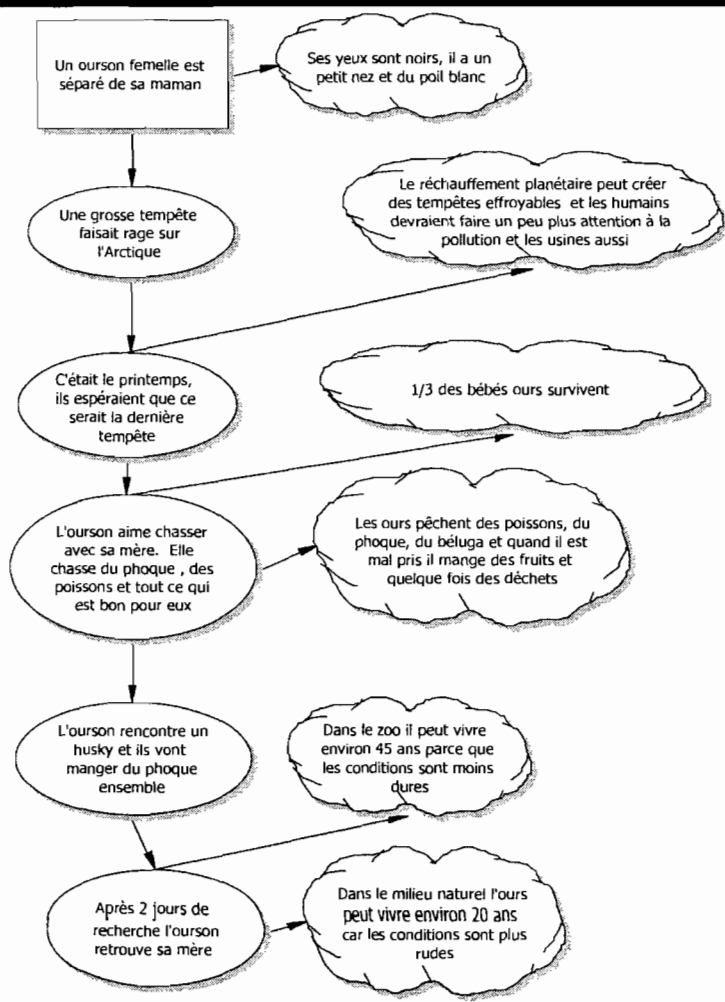 Un ourson femelle est
séparé de sa maman
Ses yeux sont noirs, il a un
petit nez et du poil blanc
Une grosse tempête
faisait rage sur
l'Arctique
Le réchauffement planétaire peut créer
des tempêtes effroyables et les humains
devraient faire un peu plus attention à la
pollution et les usines aussi
C'était le printemps,
ils espéraient que ce
serait la dernière
tempête
1/3 des bébés ours survivent
L'ourson aime chasser
avec sa mère. Elle
chasse du phoque , des
poissons et tout ce qui
est bon pour eux
Les ours pêchent des poissons, du
phoque, du béluga et quand il est
mal pris il mange des fruits et
quelque fois des déchets
L'ourson rencontre un
husky et ils vont
manger du phoque
ensemble
Dans le zoo il peut vivre
environ 45 ans parce que
les conditions sont moins
dures
Après 2 jours de
recherche l'ourson
retrouve sa mère
Dans le milieu naturel l'ours
peut vivre environ 20 ans
car les conditions sont plus
rudes